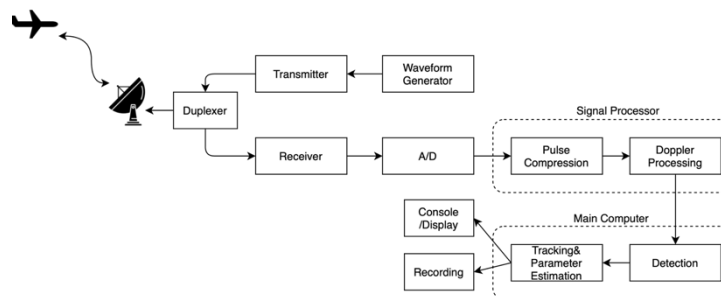 Transmitter
Waveform
Generator
Duplexer
Signal Processor
Receiver
A/D
Pulse
Compression
Doppler
Processing
Console
/Display
Main Computer
Recording
Tracking&
Parameter
Estimation
Detection